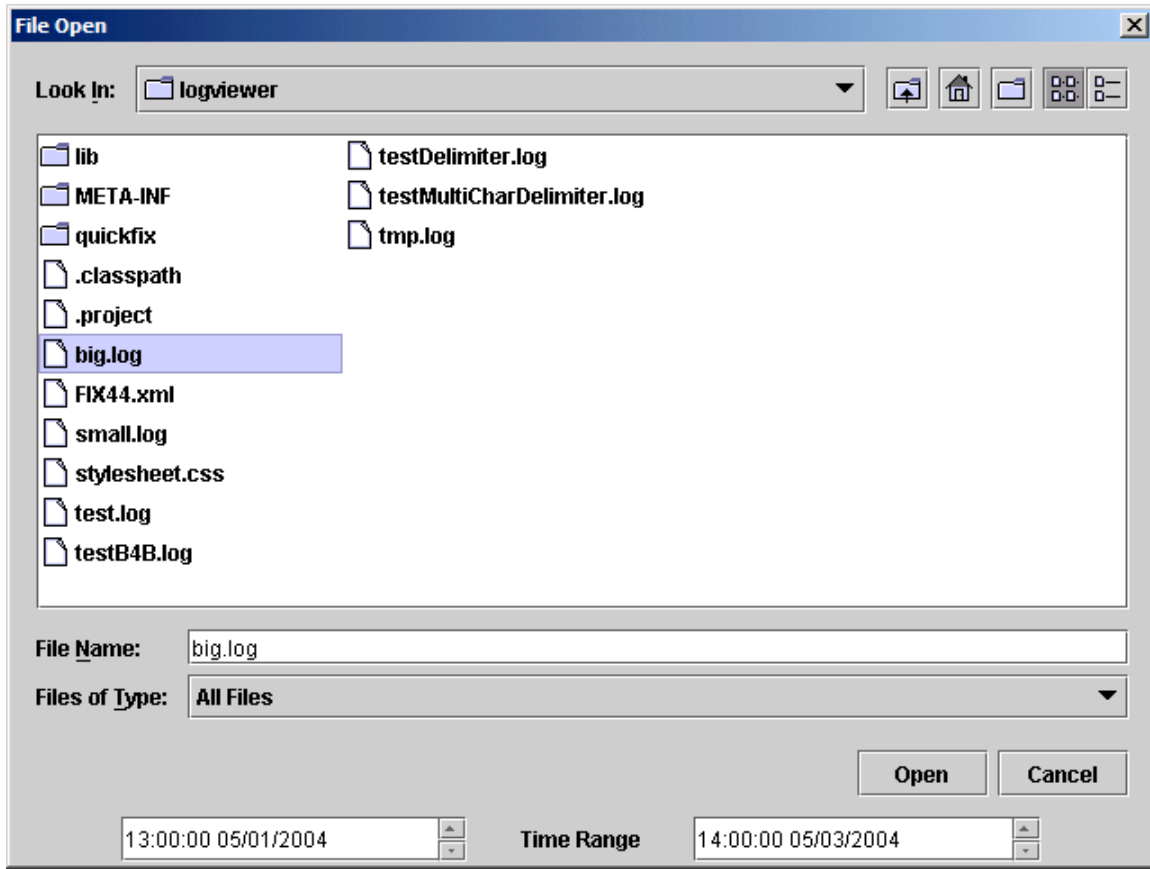 File Open
Look In: logviewer
lib
META-INF
quickfix
.classpath
.project
big.log
FIX44.xml
small.log
stylesheet.css
test.log
testB4B.log
testDelimiter.log
testMultiCharDelimiter.log
tmp.log
File Name: big.log
Files of Type: All Files
Open Cancel
13:00:00 05/01/2004 Time Range 14:00:00 05/03/2004